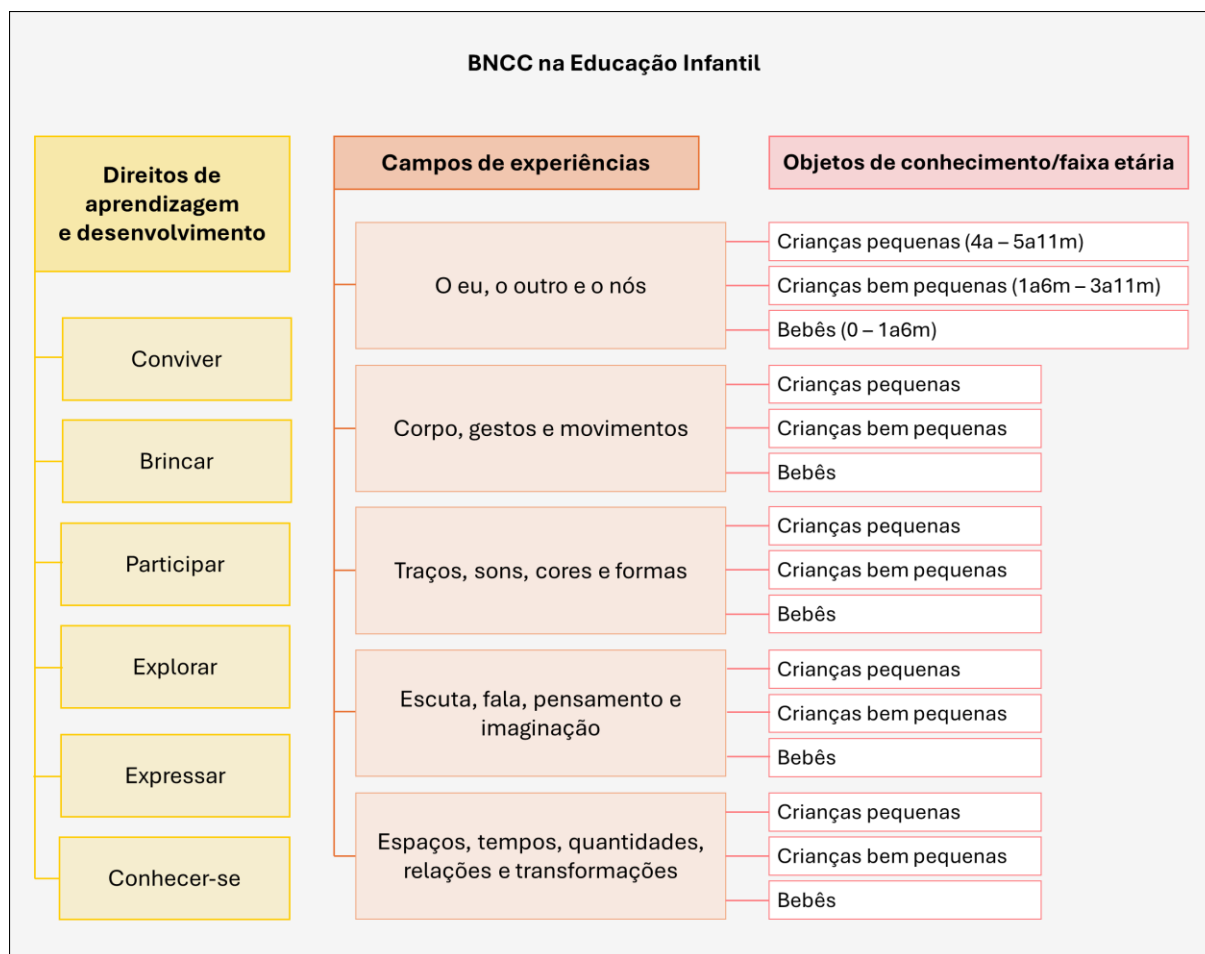 BNCC na Educação Infantil
Direitos de
aprendizagem
e desenvolvimento
Conviver
Brincar
Participar
Explorar
Expressar
Conhecer-se
Campos de experiências
Objetos de conhecimento/faixa etária
O eu, o outro e o nós
Crianças pequenas (4a – 5a11m)
Crianças bem pequenas (1a6m – 3a11m)
Bebês (0 – 1a6m)
Corpo, gestos e movimentos
Crianças pequenas
Crianças bem pequenas
Bebês
Traços, sons, cores e formas
Crianças pequenas
Crianças bem pequenas
Bebês
Escuta, fala, pensamento e
imaginação
Crianças pequenas
Crianças bem pequenas
Bebês
Espaços, tempos, quantidades,
relações e transformações
Crianças pequenas
Crianças bem pequenas
Bebês